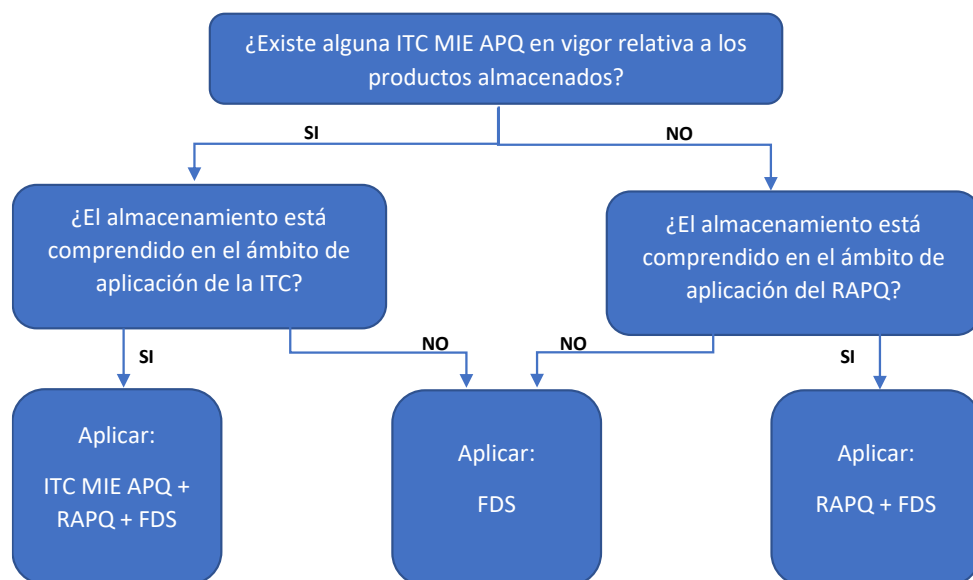 ¿Existe alguna ITC MIE APQ en vigor relativa a los
productos almacenados?
SI
NO
¿El almacenamiento está
comprendido en el ámbito de
aplicación de la ITC?
¿El almacenamiento está
comprendido en el ámbito de
aplicación del RAPQ?
SI
NO
NO
SI
Aplicar:
ITC MIE APQ +
RAPQ + FDS
Aplicar:
FDS
Aplicar:
RAPQ + FDS